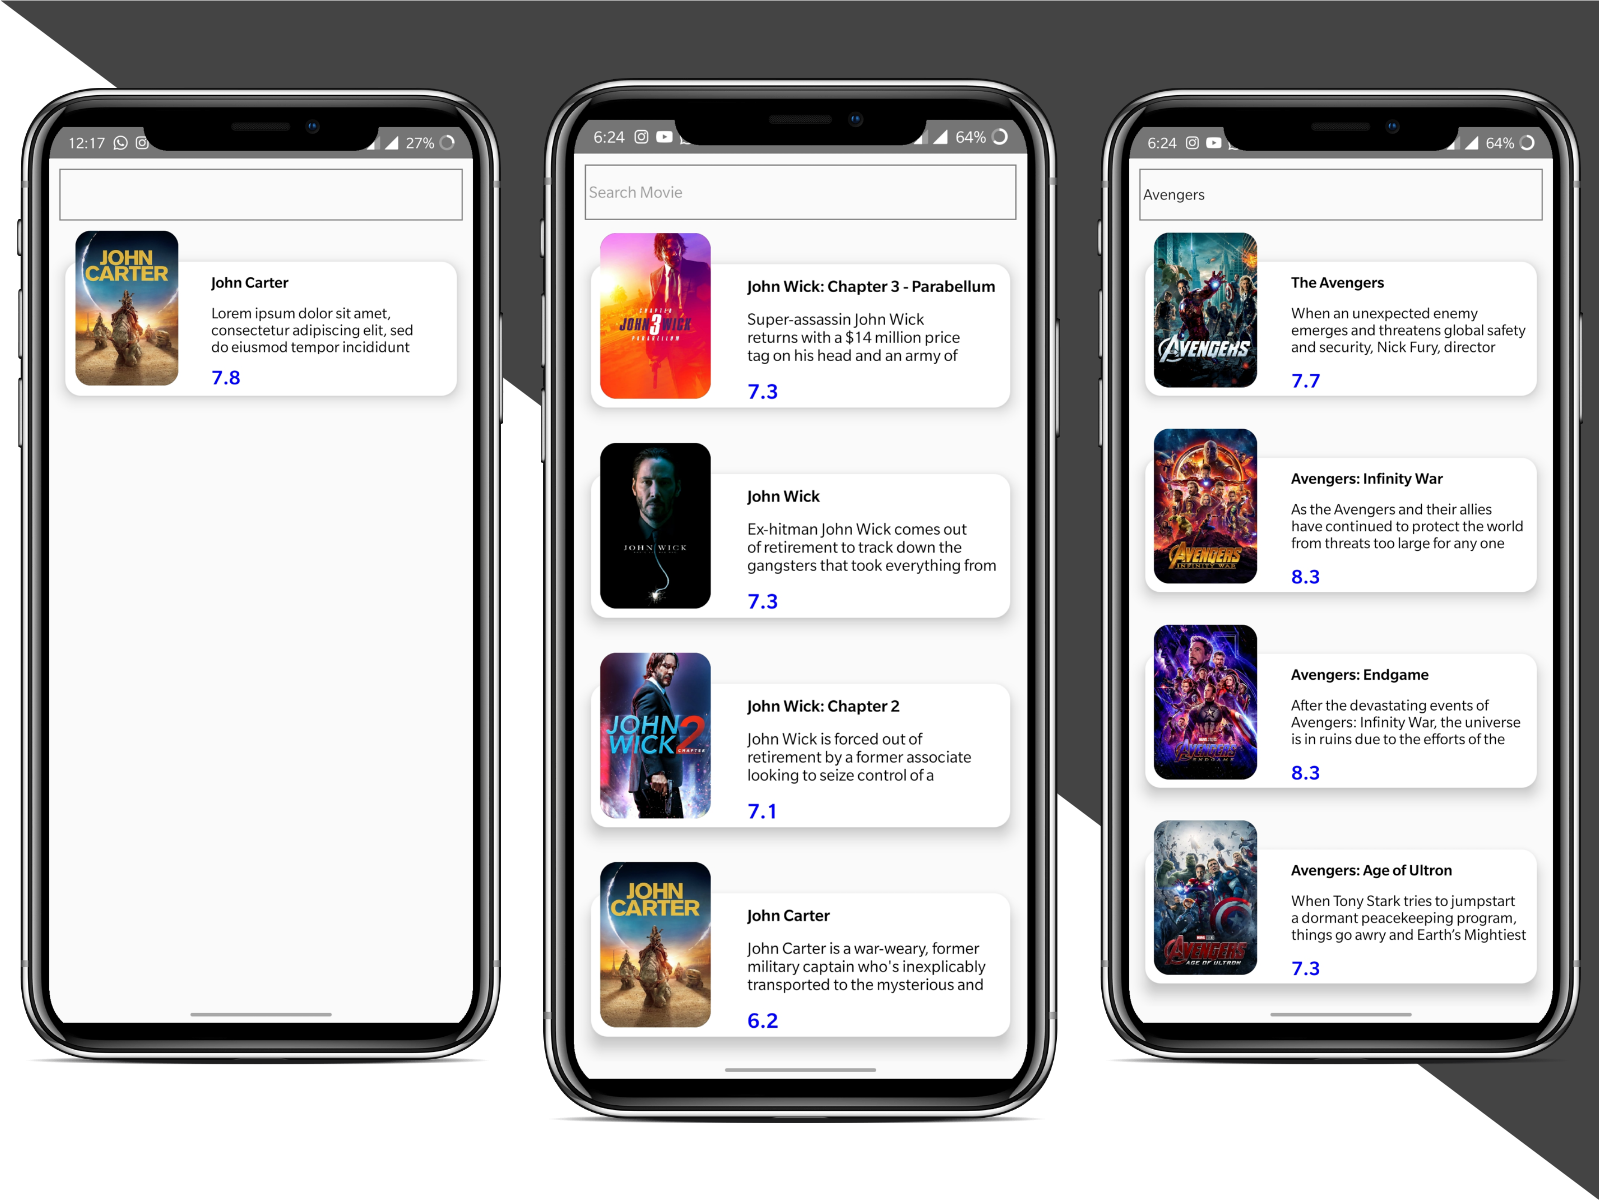 12:17
27%
JOHN
CARTER
John Carter
Lorem ipsum dolor sit amet,
consectetur adipiscing elit, sed
do eiusmod tempor incididunt
7.8
6:24
64%
Search Movie
CHAPTER
JOHN 3 WICK
PARABELLUM
John Wick: Chapter 3 - Parabellum
Super-assassin John Wick
returns with a $14 million price
tag on his head and an army of
7.3
JOHN WICK
John Wick
Ex-hitman John Wick comes out
of retirement to track down the
gangsters that took everything from
7.3
JOHN
WICK 2
CHAPTER
John Wick: Chapter 2
John Wick is forced out of
retirement by a former associate
looking to seize control of a
7.1
JOHN
CARTER
John Carter
John Carter is a war-weary, former
military captain who's inexplicably
transported to the mysterious and
6.2
6:24
64%
Avengers
AVENGERS
The Avengers
When an unexpected enemy
emerges and threatens global safety
and security, Nick Fury, director
7.7
AVENGERS
INFINITY WAR
Avengers: Infinity War
As the Avengers and their allies
have continued to protect the world
from threats too large for any one
8.3
AVENGERS
ENDGAME
Avengers: Endgame
After the devastating events of
Avengers: Infinity War, the universe
is in ruins due to the efforts of the
8.3
AVENGERS
AGE OF ULTRON
Avengers: Age of Ultron
When Tony Stark tries to jumpstart
a dormant peacekeeping program,
things go awry and Earth’s Mightiest
7.3